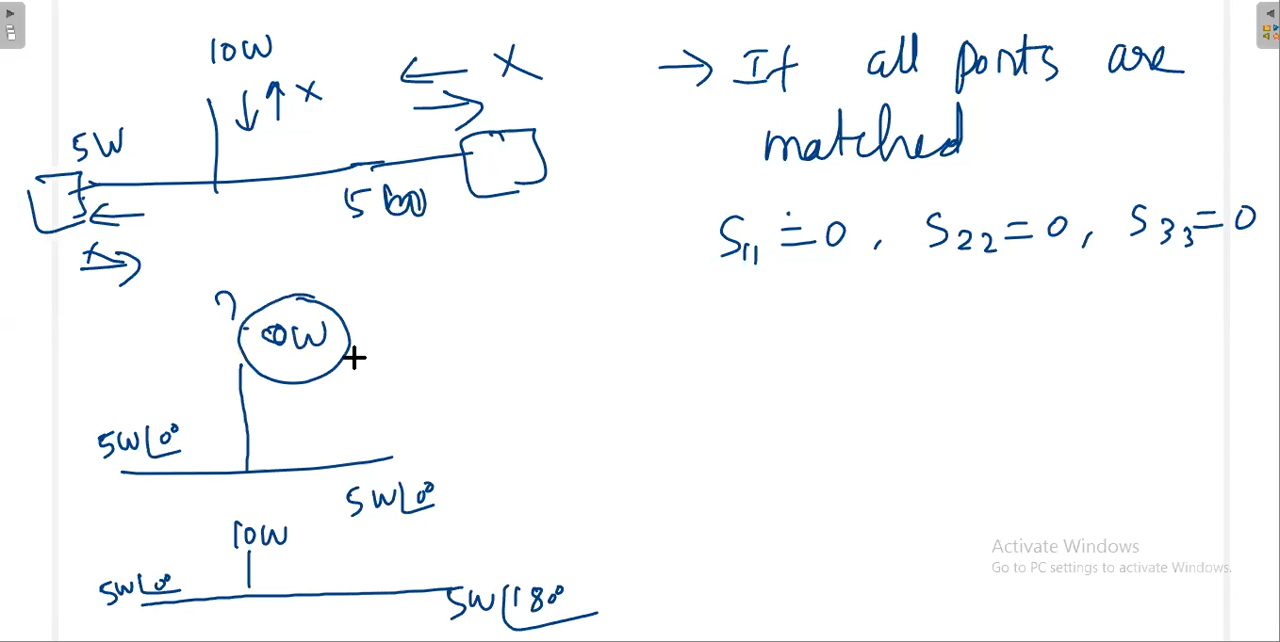 10W
X
→ If all ports are
matched
↓↑ X
5W
5
S11 = 0, S22 = 0, S33 = 0
X
?
0W
5W∠0°
5W∠0°
10W
5W∠0°
5W∠180°
Activate Windows
Go to PC settings to activate Windows.